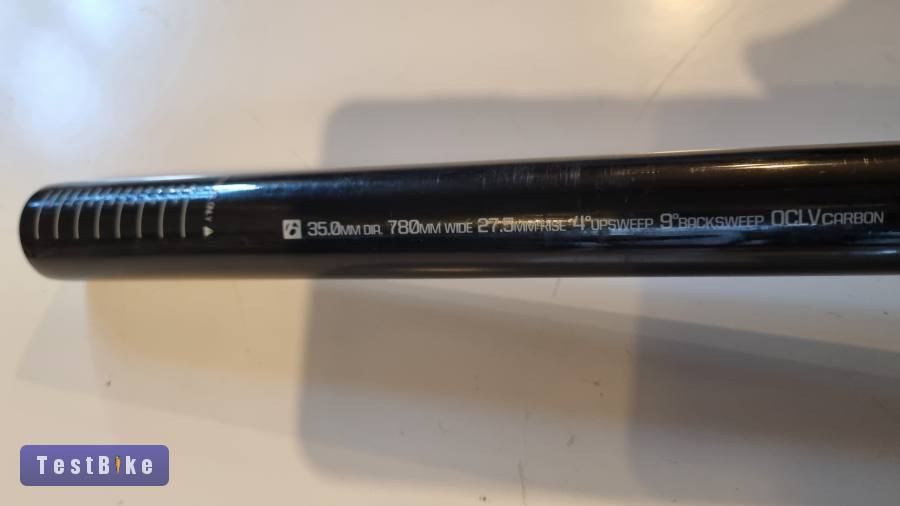 35.0MM DIA. 780MM WIDE 27.5MM RISE 4° UPSWEEP 9° BACKSWEEP OCLV CARBON
TestBike